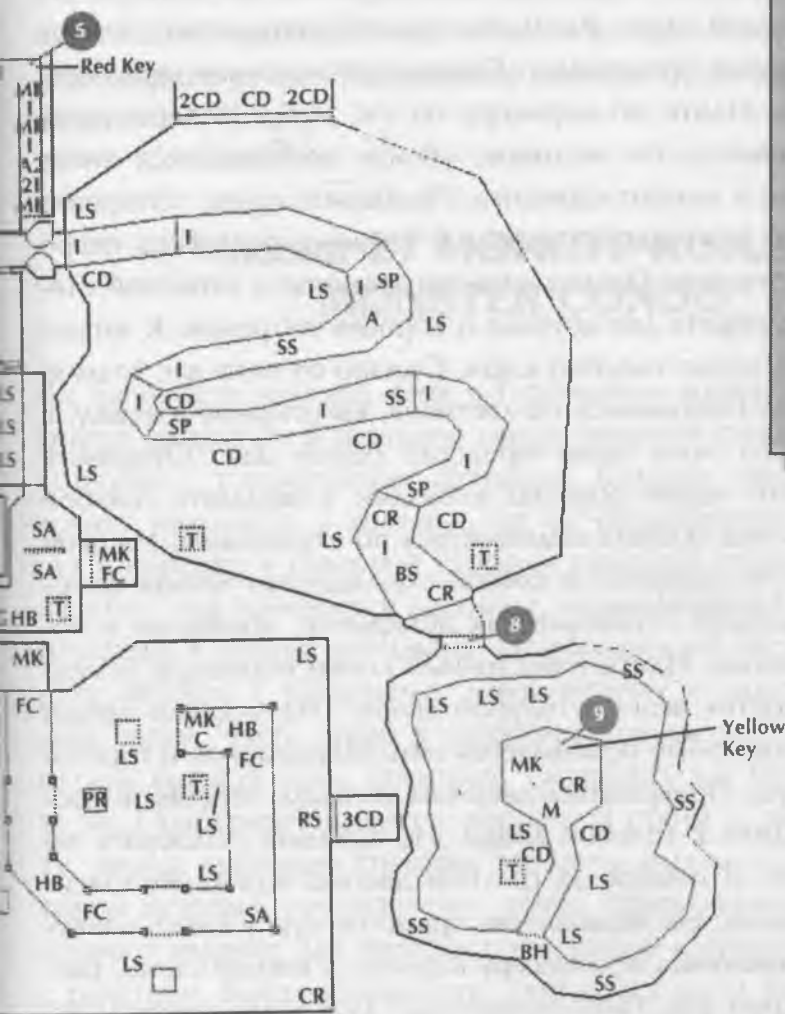 5
Red Key
2CD CD 2CD
LS
I
I
CD
LS
I
SP
A
LS
SS
I
I
CD
SP
I
SS
I
CD
CD
LS
I
SP
CR
CD
LS
I
BS
CR
T
T
LS
LS
LS
SA
SA
HB
T
MK
FC
8
MK
FC
LS
MK
C
HB
FC
LS
T
PR
LS
LS
RS
3CD
LS
HB
FC
SA
LS
CR
SS
LS
LS
LS
9
Yellow
Key
MK
CR
M
SS
LS
CD
CD
T
LS
SS
BH
LS
SS